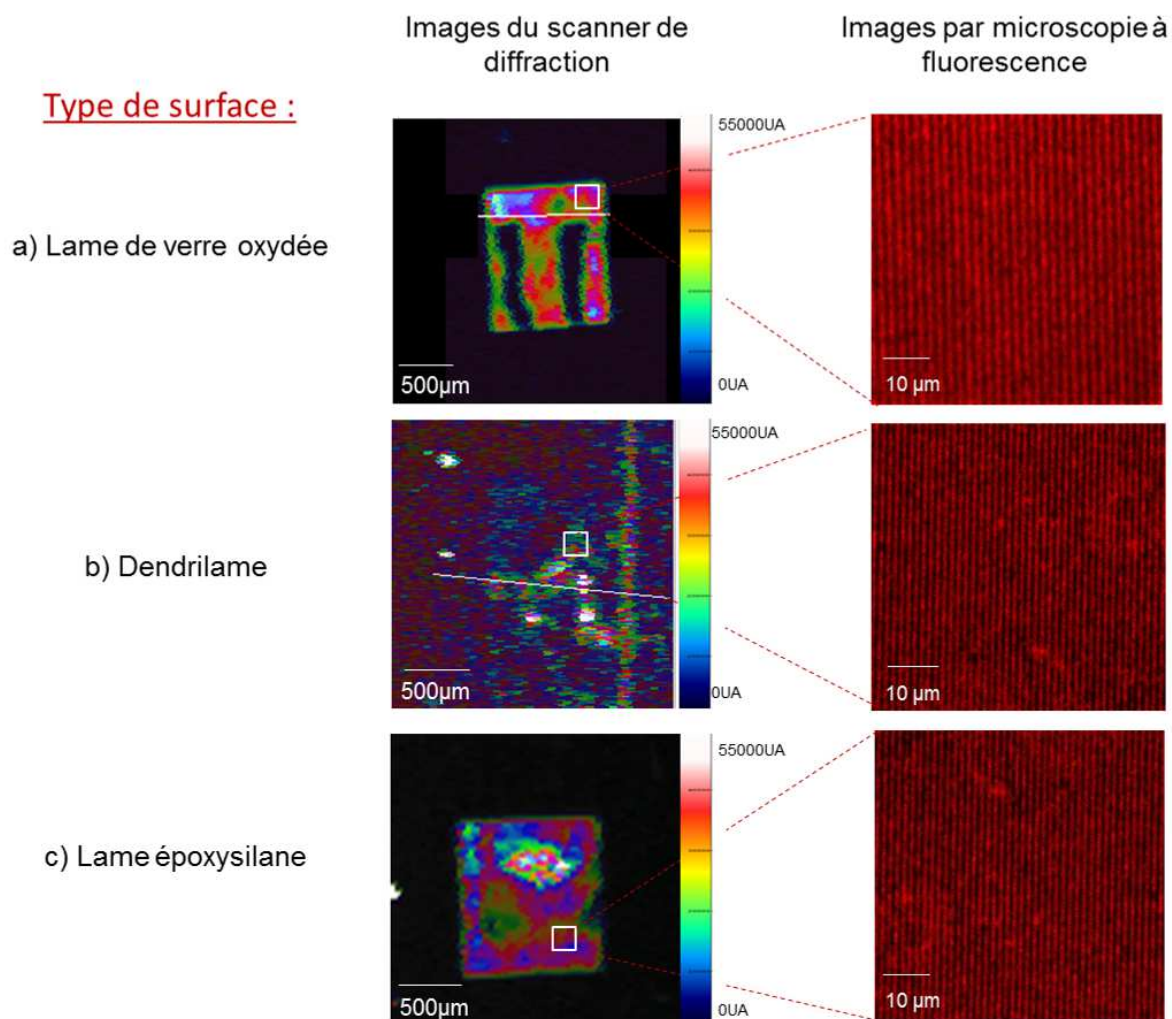 Images du scanner de
diffraction
Images par microscopie à
fluorescence
Type de surface :
a) Lame de verre oxydée
55000UA
0UA
500µm
10 µm
b) Dendrilame
55000UA
0UA
500µm
10 µm
c) Lame époxysilane
55000UA
0UA
500µm
10 µm